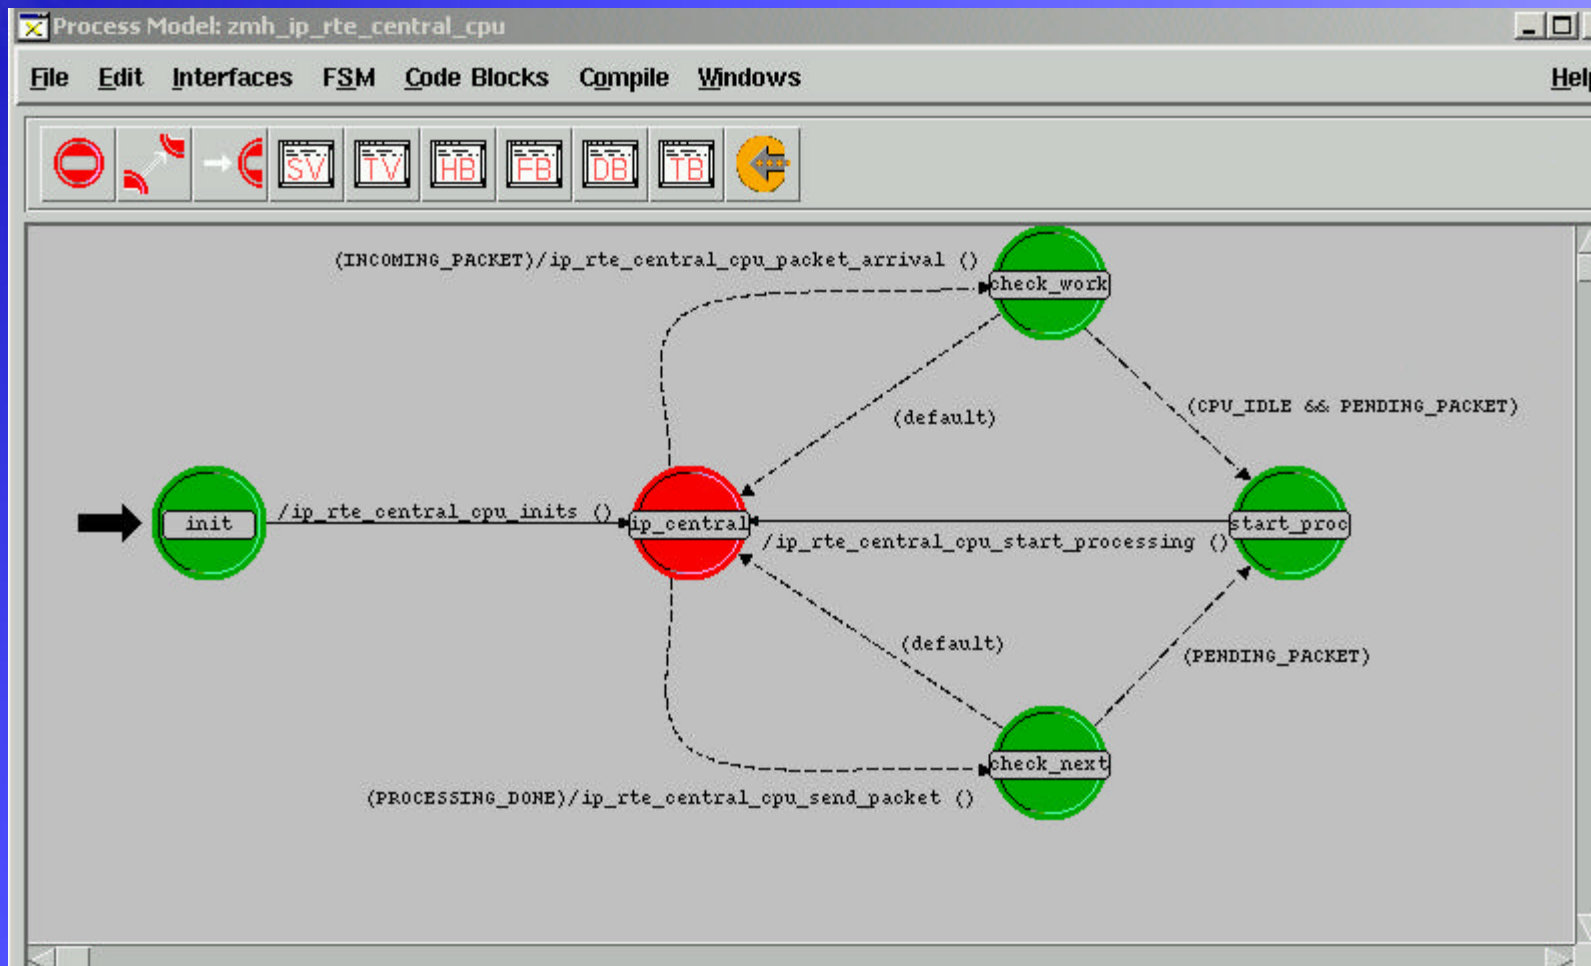 Process Model: zmh_ip_rte_central_cpu
File Edit Interfaces FSM Code Blocks Compile Windows
SV TV HB FB DB TB
(INCOMING_PACKET)/ip_rte_central_cpu_packet_arrival ()
check_work
(default)
(CPU_IDLE && PENDING_PACKET)
init
/ip_rte_central_cpu_inits ()
ip_central
start_proc
/ip_rte_central_cpu_start_processing ()
(default)
(PENDING_PACKET)
check_next
(PROCESSING_DONE)/ip_rte_central_cpu_send_packet ()